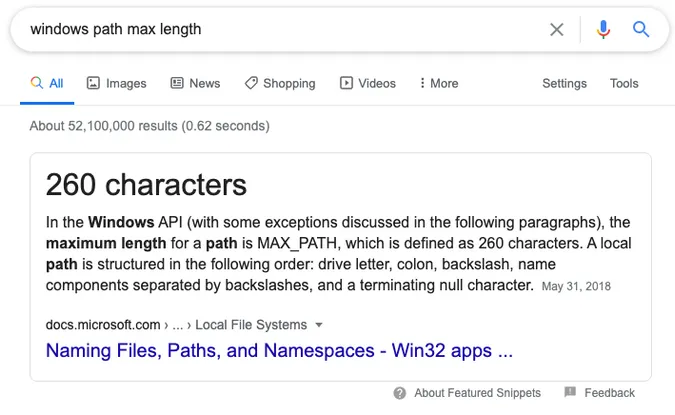 windows path max length
All Images News Shopping Videos More Settings Tools
About 52,100,000 results (0.62 seconds)
260 characters
In the Windows API (with some exceptions discussed in the following paragraphs), the
maximum length for a path is MAX_PATH, which is defined as 260 characters. A local
path is structured in the following order: drive letter, colon, backslash, name
components separated by backslashes, and a terminating null character. May 31, 2018
docs.microsoft.com › ... › Local File Systems
Naming Files, Paths, and Namespaces - Win32 apps ...
About Featured Snippets Feedback